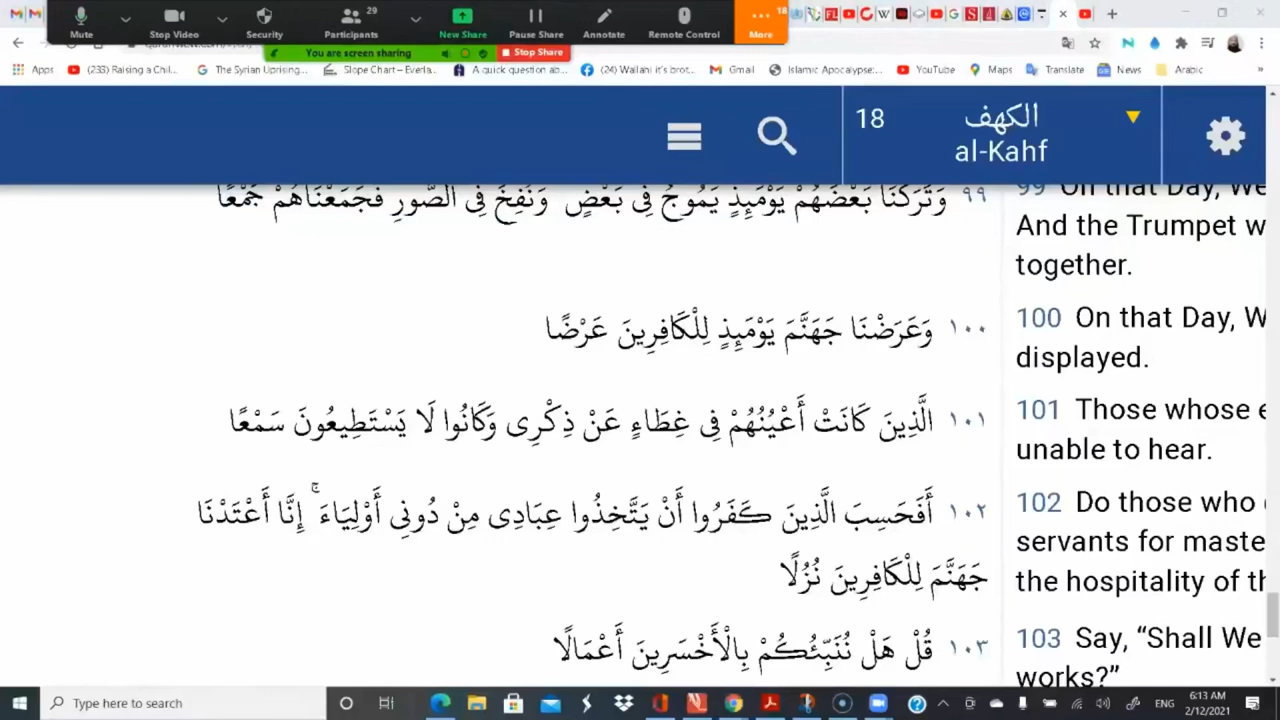 29
18
Mute
Stop Video
Security
Participants
New Share
Pause Share
Annotate
Remote Control
More
You are screen sharing
Stop Share
Apps
(233) Raising a Chil...
The Syrian Uprising...
Slope Chart – Everla...
A quick question ab...
(24) Wallahi it's brot...
Gmail
Islamic Apocalypse:...
YouTube
Maps
Translate
News
Arabic
»
18
الكهف
al-Kahf
٩٩ وَتَرَكْنَا بَعْضَهُمْ يَوْمَئِذٍ يَمُوجُ فِى بَعْضٍ وَنُفِخَ فِى الصُّورِ فَجَمَعْنَاهُمْ جَمْعًا
99 On that Day, We
And the Trumpet w
together.
١٠٠ وَعَرَضْنَا جَهَنَّمَ يَوْمَئِذٍ لِلْكَافِرِينَ عَرْضًا
100 On that Day, W
displayed.
١٠١ الَّذِينَ كَانَتْ أَعْيُنُهُمْ فِى غِطَاءٍ عَنْ ذِكْرِى وَكَانُوا لَا يَسْتَطِيعُونَ سَمْعًا
101 Those whose e
unable to hear.
١٠٢ أَفَحَسِبَ الَّذِينَ كَفَرُوا أَنْ يَتَّخِذُوا عِبَادِى مِنْ دُونِى أَوْلِيَاءَ ۚ إِنَّا أَعْتَدْنَا
جَهَنَّمَ لِلْكَافِرِينَ نُزُلًا
102 Do those who
servants for maste
the hospitality of th
١٠٣ قُلْ هَلْ نُنَبِّئُكُمْ بِالْأَخْسَرِينَ أَعْمَالًا
103 Say, “Shall We
works?”
Type here to search
ENG
6:13 AM
2/12/2021